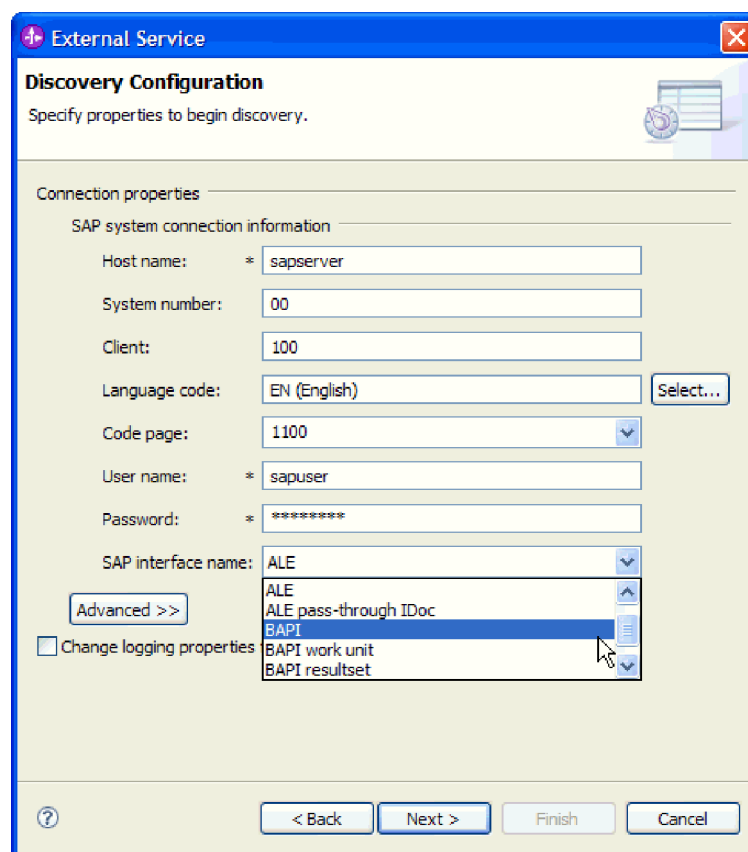 External Service
Discovery Configuration
Specify properties to begin discovery.
Connection properties
SAP system connection information
Host name: * sapserver
System number: 00
Client: 100
Language code: EN (English) Select...
Code page: 1100
User name: * sapuser
Password: * ********
SAP interface name: ALE
ALE
Advanced >> ALE pass-through IDoc
BAPI
Change logging properties BAPI work unit
BAPI resultset
? < Back Next > Finish Cancel